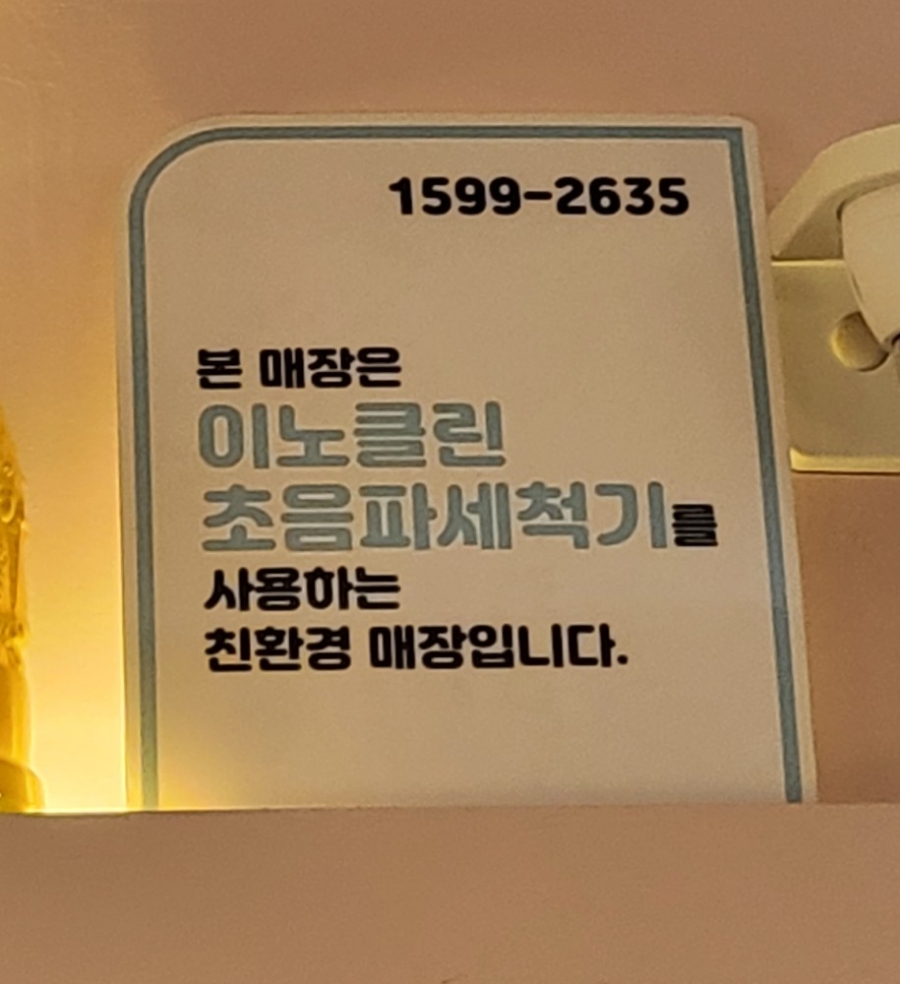 1599-2635
본 매장은
이노클린
초음파세척기를
사용하는
친환경 매장입니다.